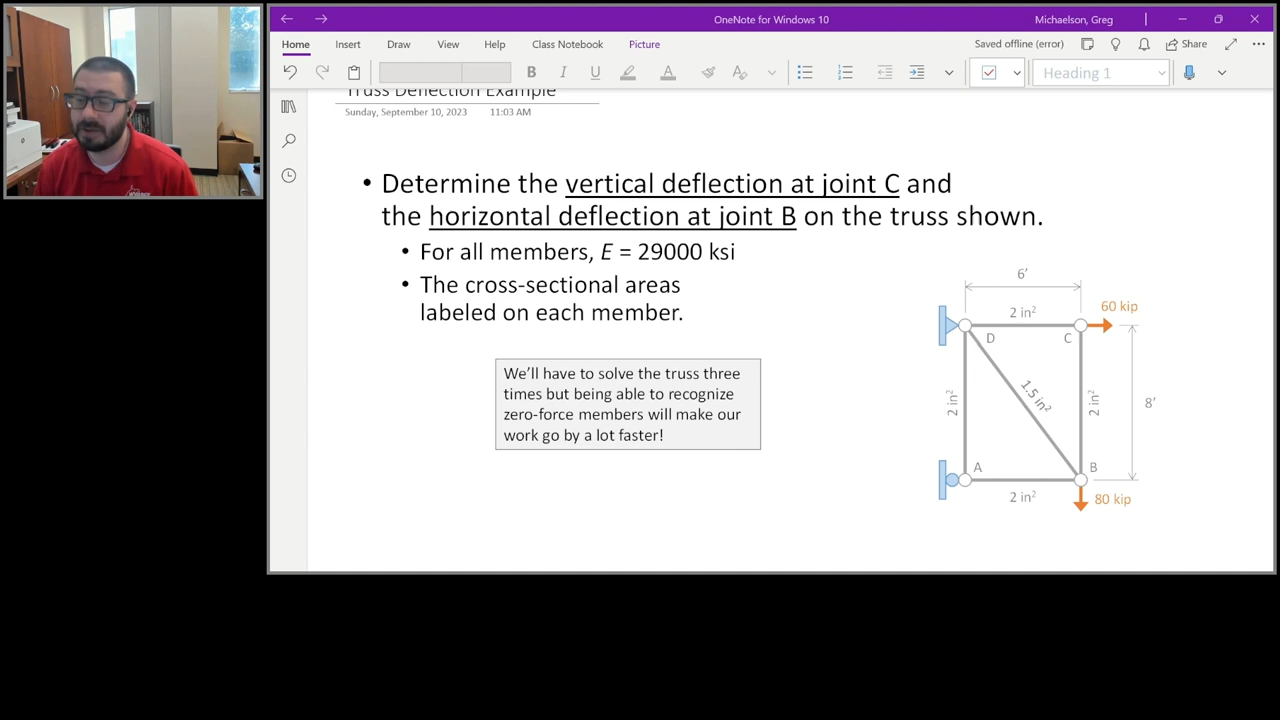 OneNote for Windows 10
Michaelson, Greg
Home Insert Draw View Help Class Notebook Picture
Saved offline (error)
Share
B I U A A
Heading 1
Truss Deflection Example
Sunday, September 10, 2023 11:03 AM
• Determine the vertical deflection at joint C and
the horizontal deflection at joint B on the truss shown.
• For all members, E = 29000 ksi
• The cross-sectional areas
labeled on each member.
We'll have to solve the truss three
times but being able to recognize
zero-force members will make our
work go by a lot faster!
6'
2 in²
60 kip
D
C
2 in²
1.5 in²
2 in²
8'
A
B
2 in²
80 kip